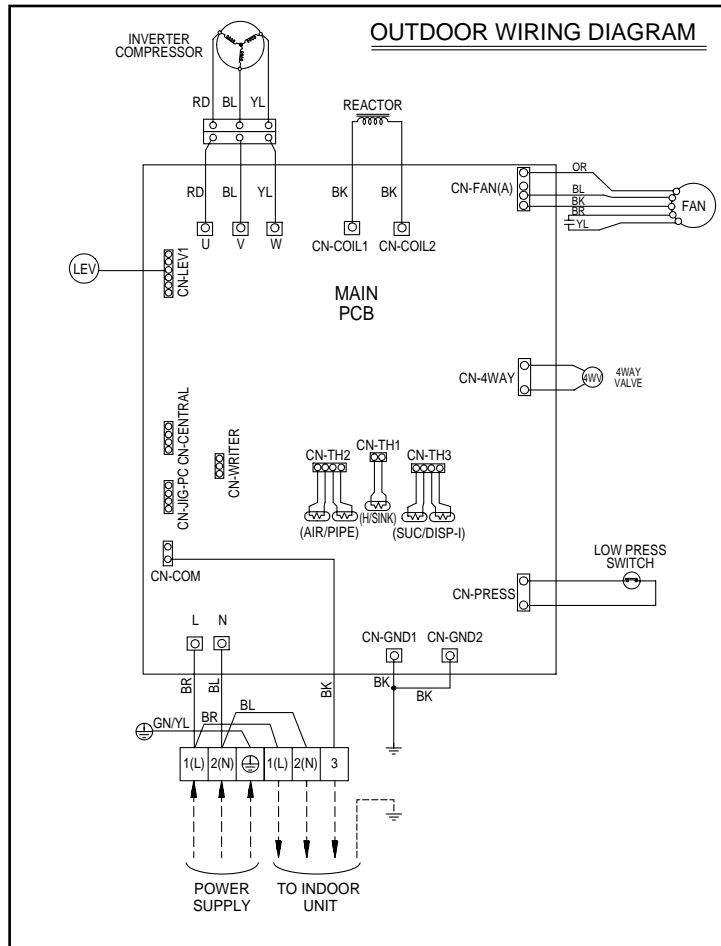 OUTDOOR WIRING DIAGRAM
INVERTER
COMPRESSOR
RD BL YL
REACTOR
RD BL YL
BK BK
U V W
CN-COIL1 CN-COIL2
CN-FAN(A)
OR
BL
BK
BR
YL
FAN
LEV
CN-LEV1
MAIN
PCB
CN-4WAY
4WV
4WAY
VALVE
CN-CENTRAL
CN-JIG-PC
CN-WRITER
CN-TH2
CN-TH1
CN-TH3
(AIR/PIPE)
(H/SINK)
(SUC/DISP-I)
CN-COM
LOW PRESS
SWITCH
CN-PRESS
L N
CN-GND1 CN-GND2
BR BL BK BK BK
GN/YL BR BL
1(L) 2(N) 1(L) 2(N) 3
POWER
SUPPLY
TO INDOOR
UNIT